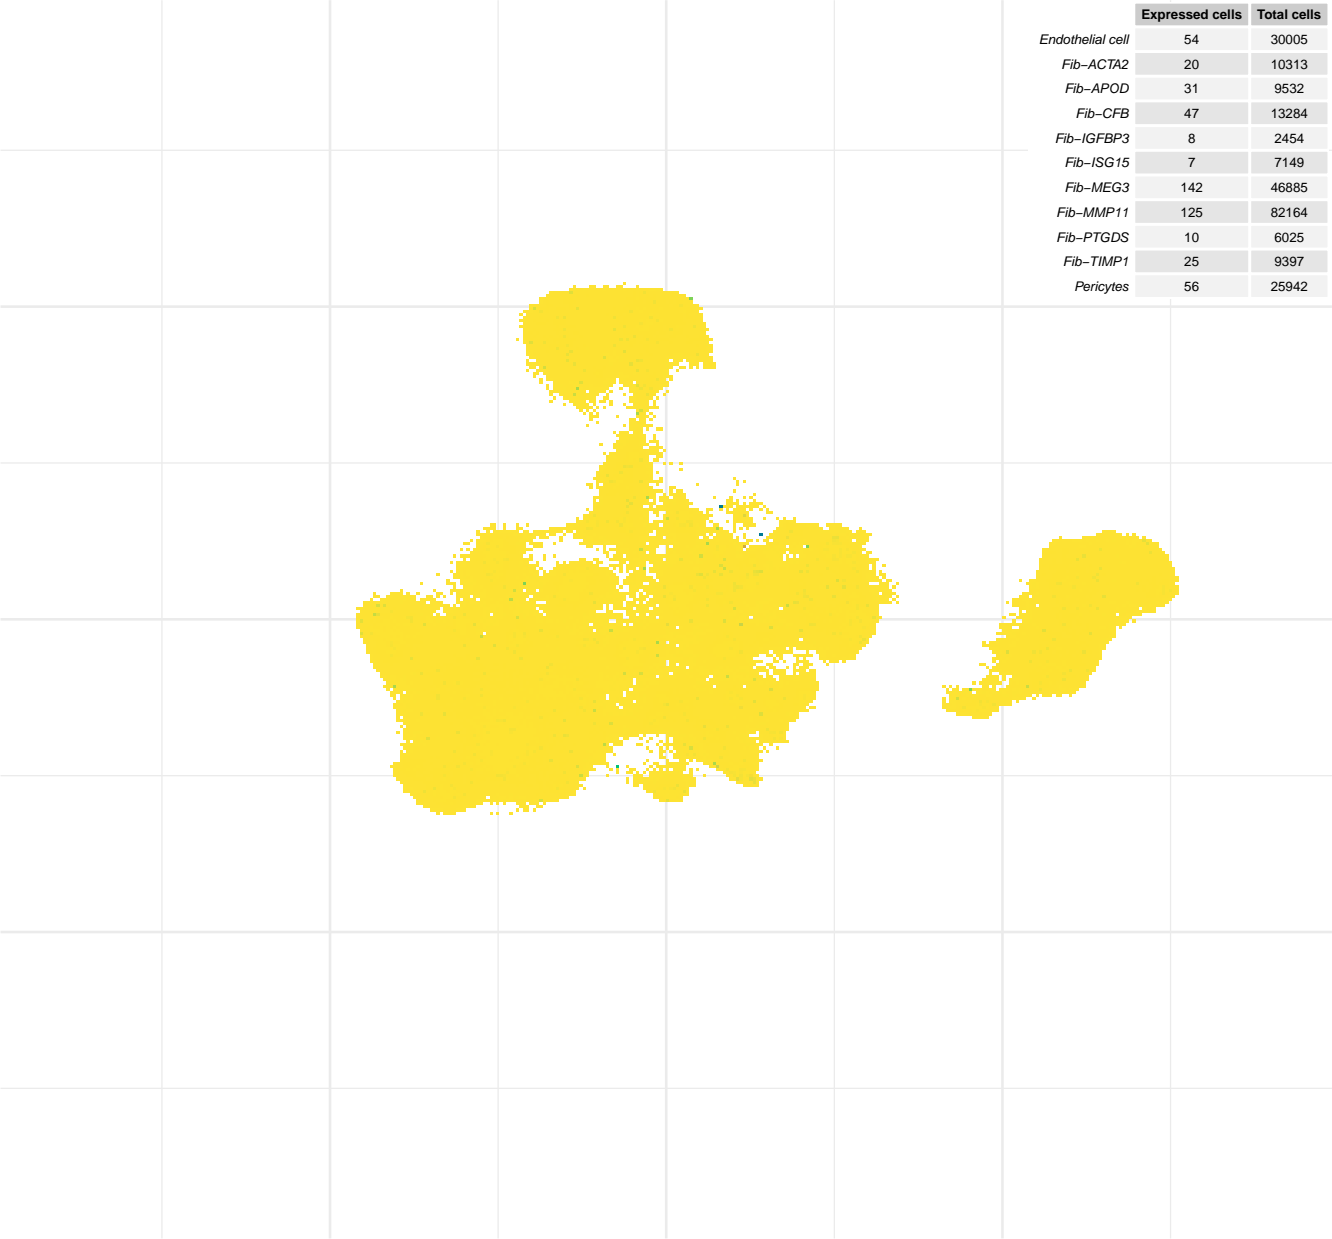 Expressed cells Total cells
Endothelial cell 54 30005
Fib−ACTA2 20 10313
Fib−APOD 31 9532
Fib−CFB 47 13284
Fib−IGFBP3 8 2454
Fib−ISG15 7 7149
Fib−MEG3 142 46885
Fib−MMP11 125 82164
Fib−PTGDS 10 6025
Fib−TIMP1 25 9397
Pericytes 56 25942